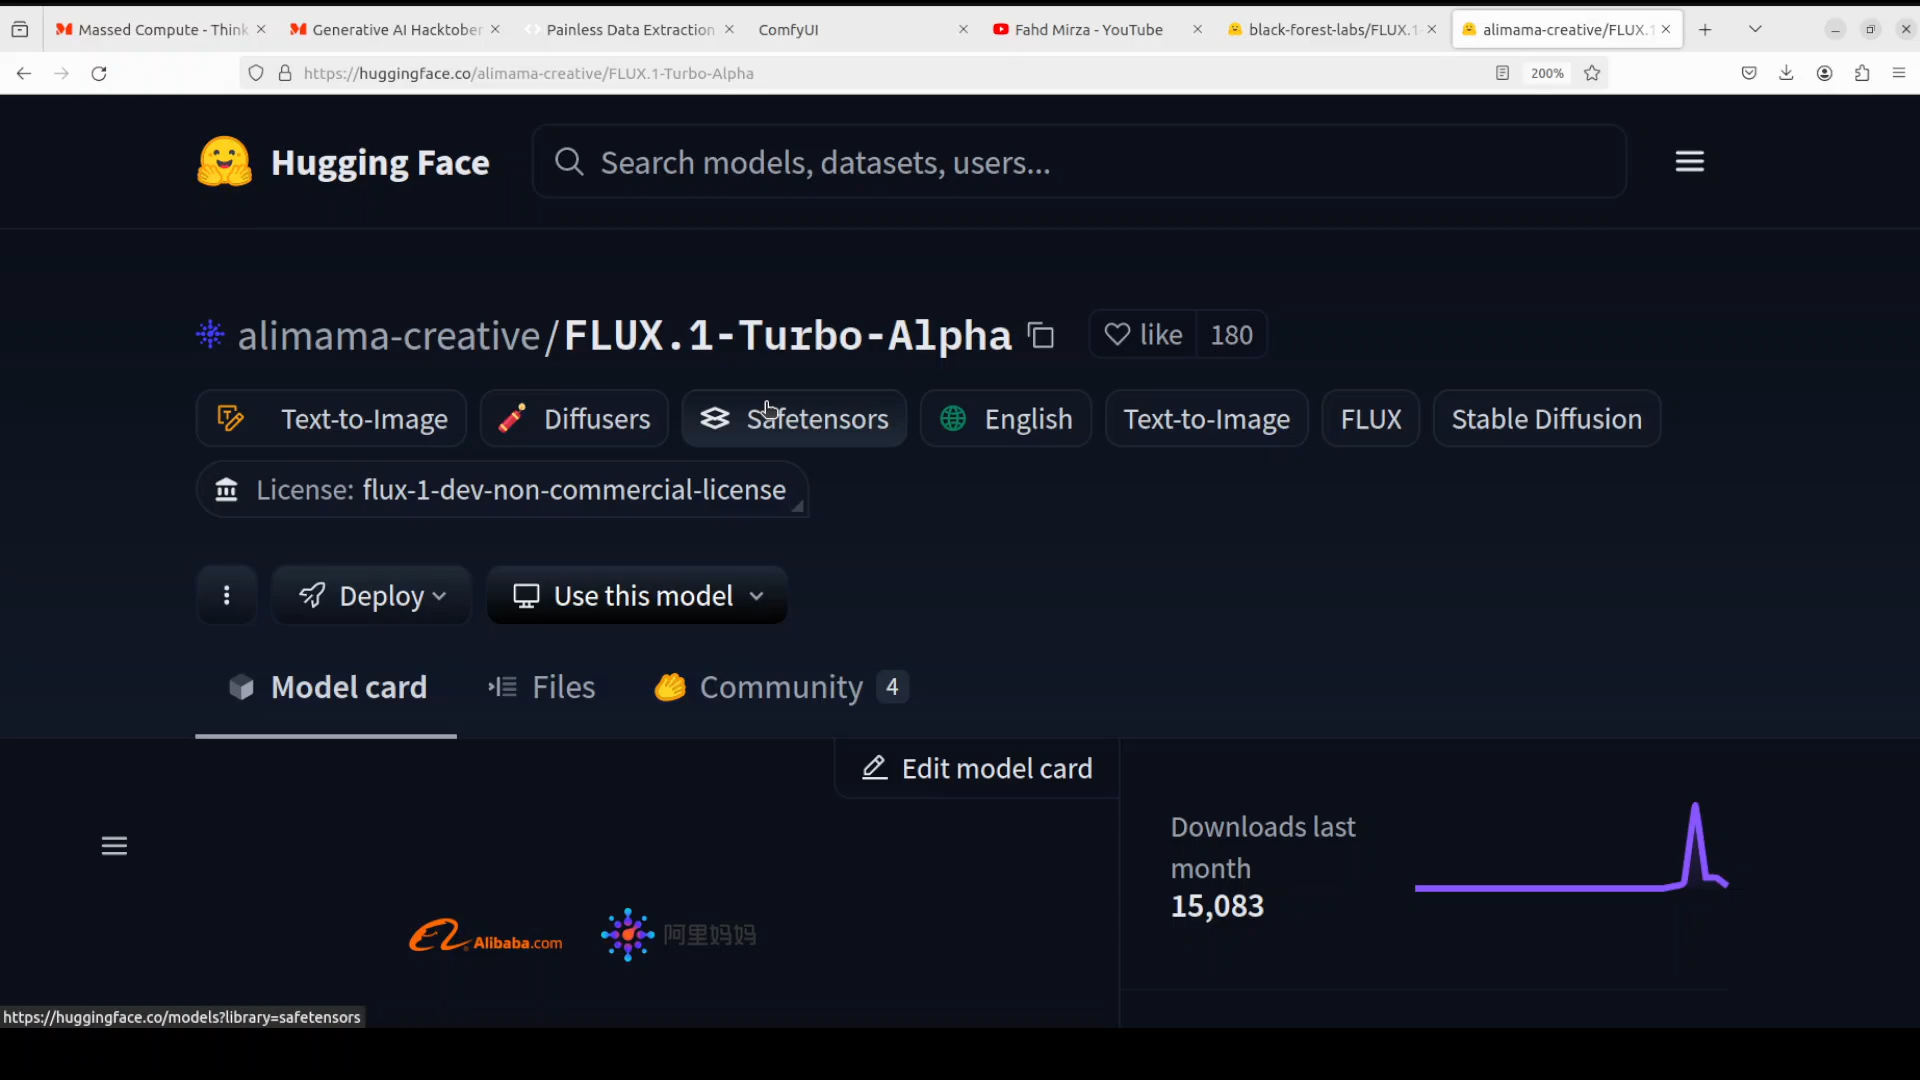 Massed Compute - Think
Generative AI Hacktober
Painless Data Extraction
ComfyUI
Fahd Mirza - YouTube
black-forest-labs/FLUX.1-
alimama-creative/FLUX.1
https://huggingface.co/alimama-creative/FLUX.1-Turbo-Alpha
200%
Hugging Face
Search models, datasets, users...
alimama-creative/FLUX.1-Turbo-Alpha
like 180
Text-to-Image
Diffusers
Safetensors
English
Text-to-Image
FLUX
Stable Diffusion
License: flux-1-dev-non-commercial-license
Deploy
Use this model
Model card
Files
Community 4
Edit model card
Downloads last
month
15,083
Alibaba.com
阿里妈妈
https://huggingface.co/models?library=safetensors